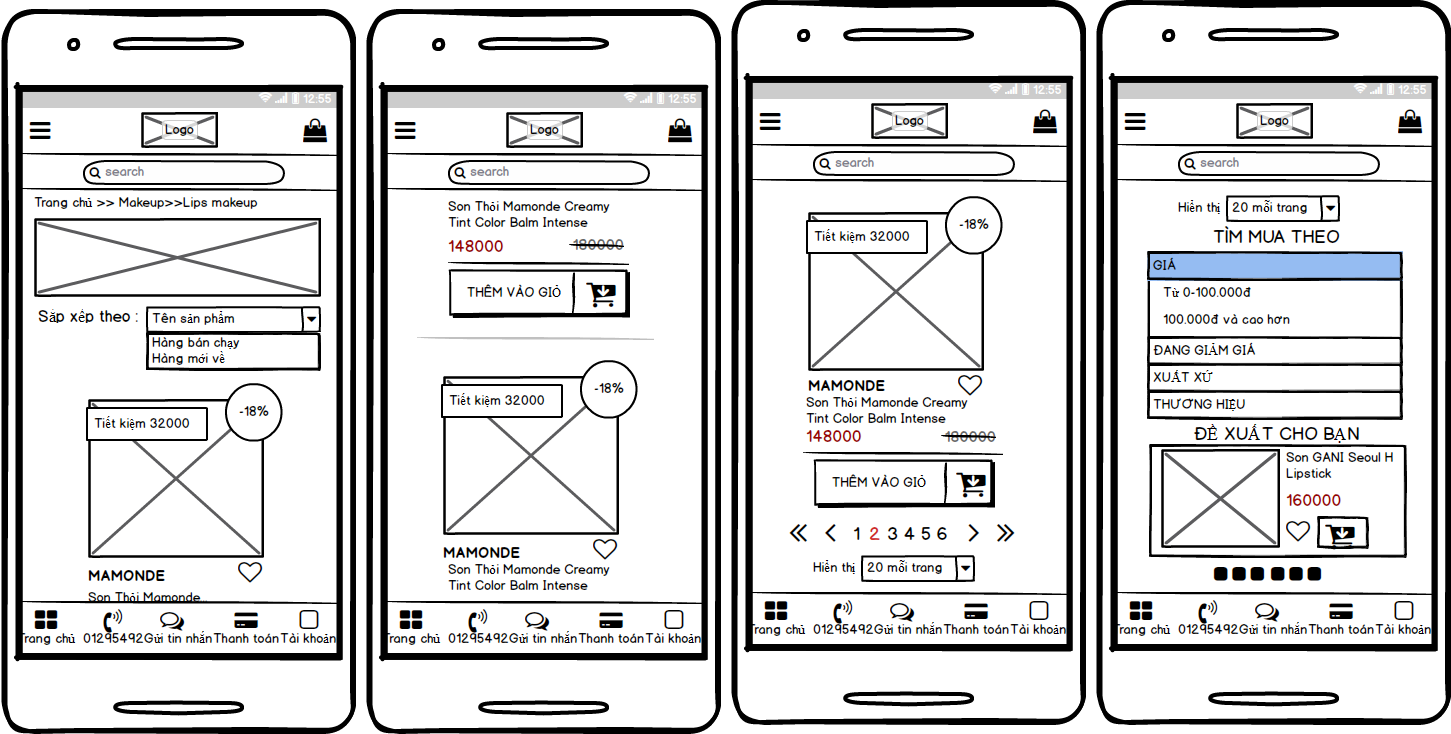 12:55
Logo
search
Trang chủ >> Makeup>>Lips makeup
Sắp xếp theo :
Tên sản phẩm
Hàng bán chạy
Hàng mới về
Tiết kiệm 32000
-18%
MAMONDE
Son Thỏi Mamonde...
Trang chủ 01295492 Gửi tin nhắn Thanh toán Tài khoản
12:55
Logo
search
Son Thỏi Mamonde Creamy
Tint Color Balm Intense
148000 180000
THÊM VÀO GIỎ
Tiết kiệm 32000
-18%
MAMONDE
Son Thỏi Mamonde Creamy
Tint Color Balm Intense
Trang chủ 01295492 Gửi tin nhắn Thanh toán Tài khoản
12:55
Logo
search
Tiết kiệm 32000
-18%
MAMONDE
Son Thỏi Mamonde Creamy
Tint Color Balm Intense
148000 180000
THÊM VÀO GIỎ
1 2 3 4 5 6
Hiển thị 20 mỗi trang
Trang chủ 01295492 Gửi tin nhắn Thanh toán Tài khoản
12:55
Logo
search
Hiển thị 20 mỗi trang
TÌM MUA THEO
GIÁ
Từ 0-100.000đ
100.000đ và cao hơn
ĐANG GIẢM GIÁ
XUẤT XỨ
THƯƠNG HIỆU
ĐỀ XUẤT CHO BẠN
Son GANI Seoul H
Lipstick
160000
Trang chủ 01295492 Gửi tin nhắn Thanh toán Tài khoản